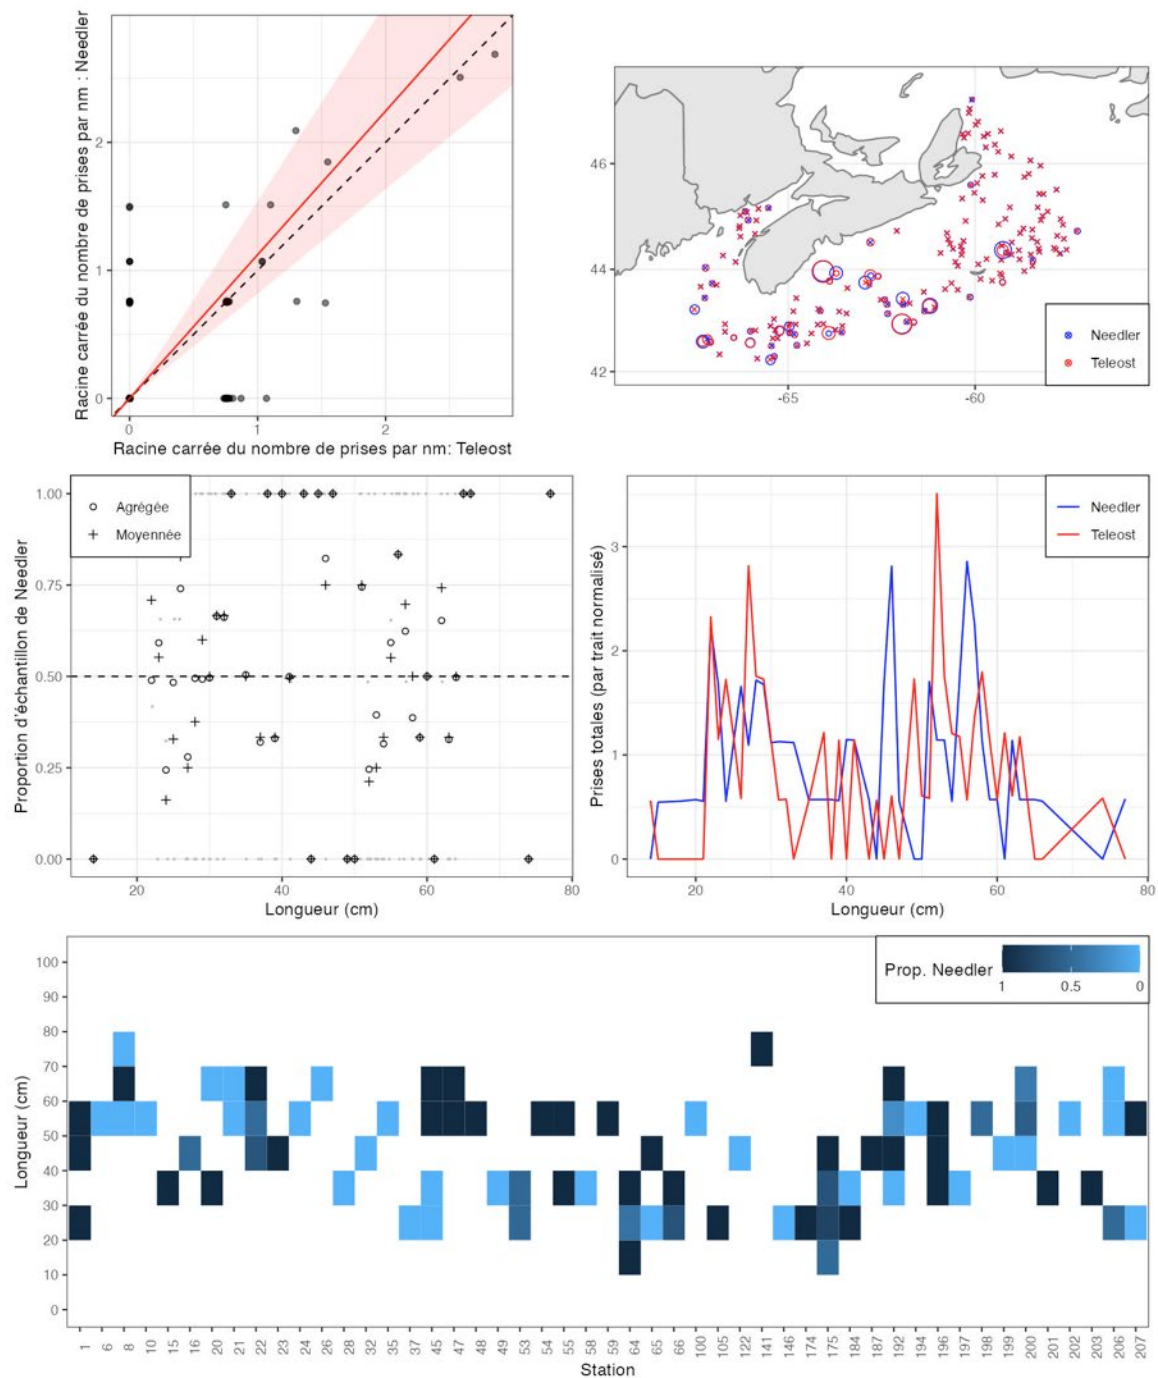 Racine carrée du nombre de prises par nm : Needler
2
1
0
0
1
2
Racine carrée du nombre de prises par nm: Teleost
46
44
42
-65
-60
Needler
Teleost
Proportion d'échantillon de Needler
1.00
0.75
0.50
0.25
0.00
Agrégée
Moyennée
20
40
60
80
Longueur (cm)
Prises totales (par trait normalisé)
3
2
1
0
Needler
Teleost
20
40
60
80
Longueur (cm)
Longueur (cm)
100
90
80
70
60
50
40
30
20
10
0
Prop. Needler
1
0.5
0
1 6 8 10 15 16 20 21 22 23 24 26 28 32 35 37 45 47 48 49 53 54 55 58 59 64 65 66 100 105 122 141 146 174 175 184 187 192 194 196 197 198 199 200 201 202 203 206 207
Station